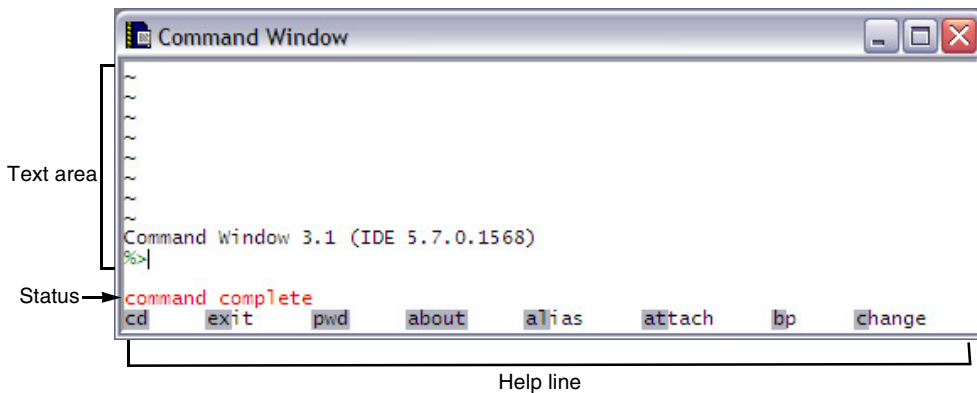 Command Window
~
~
~
~
~
~
~
~
Text area
Command Window 3.1 (IDE 5.7.0.1568)
%>
Status
command complete
cd exit pwd about alias attach bp change
Help line